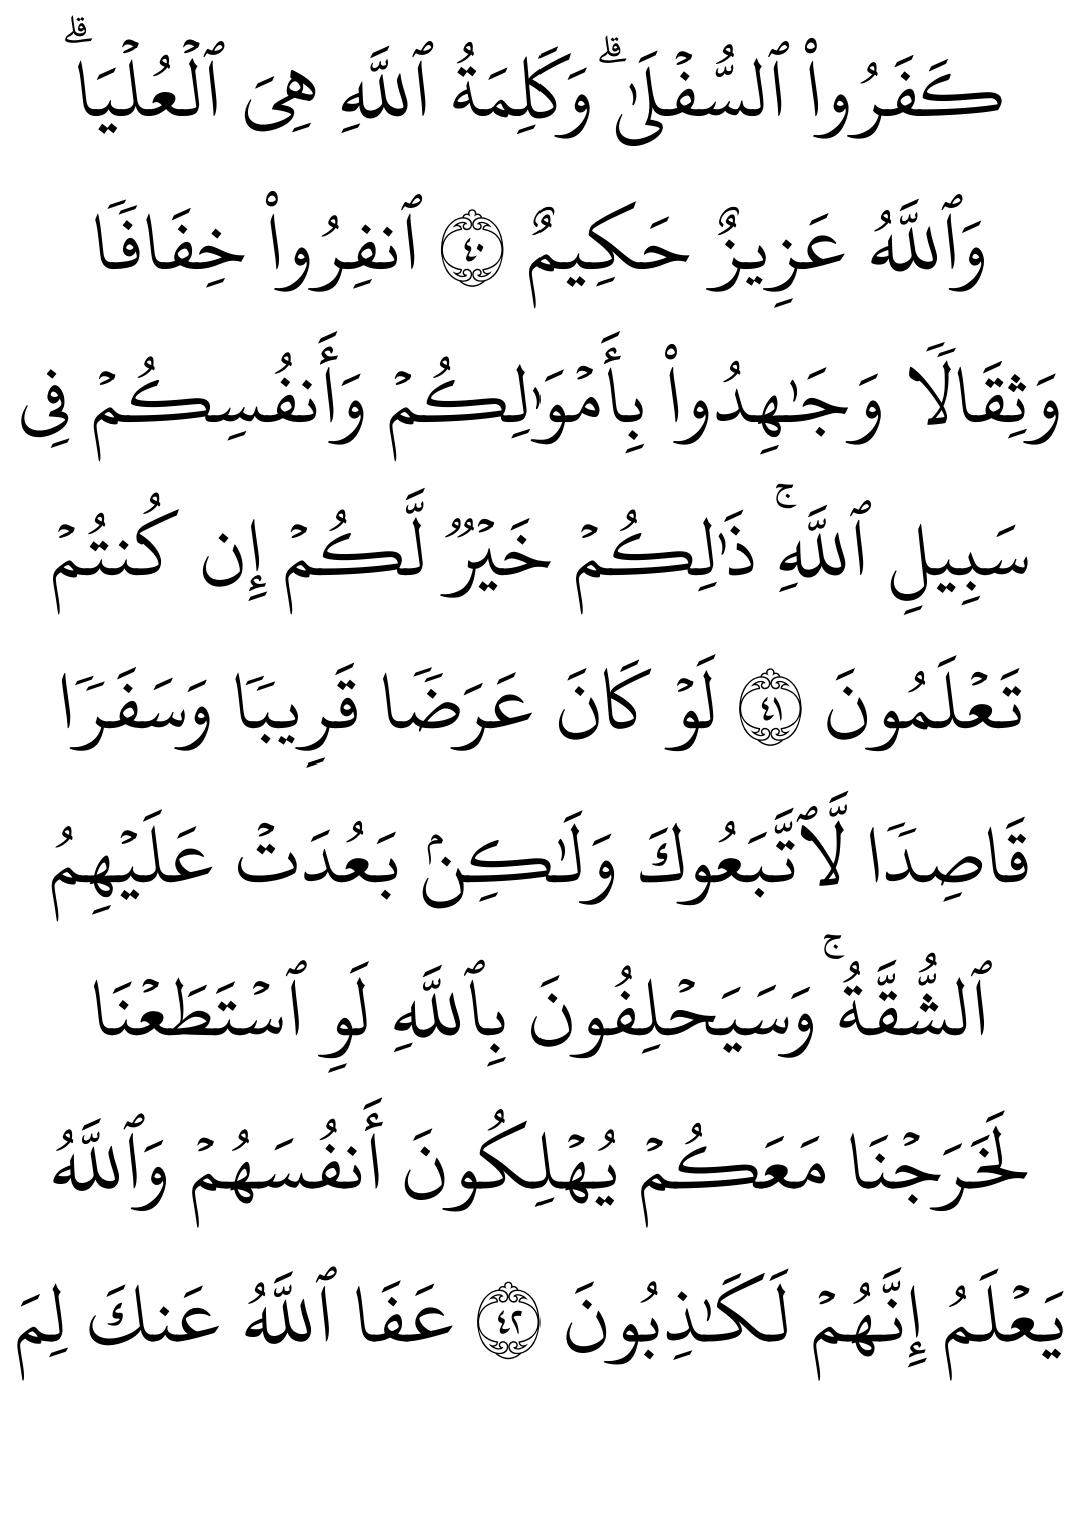 كَفَرُوا۟ ٱلسُّفْلَىٰ ۗ وَكَلِمَةُ ٱللَّهِ هِىَ ٱلْعُلْيَا ۗ
وَٱللَّهُ عَزِيزٌ حَكِيمٌ ٤٠ ٱنفِرُوا۟ خِفَافًا
وَثِقَالًا وَجَـٰهِدُوا۟ بِأَمْوَٰلِكُمْ وَأَنفُسِكُمْ فِى
سَبِيلِ ٱللَّهِ ۚ ذَٰلِكُمْ خَيْرٌ لَّكُمْ إِن كُنتُمْ
تَعْلَمُونَ ٤١ لَوْ كَانَ عَرَضًا قَرِيبًا وَسَفَرًا
قَاصِدًا لَّٱتَّبَعُوكَ وَلَـٰكِنۢ بَعُدَتْ عَلَيْهِمُ
ٱلشُّقَّةُ ۚ وَسَيَحْلِفُونَ بِٱللَّهِ لَوِ ٱسْتَطَعْنَا
لَخَرَجْنَا مَعَكُمْ يُهْلِكُونَ أَنفُسَهُمْ وَٱللَّهُ
يَعْلَمُ إِنَّهُمْ لَكَـٰذِبُونَ ٤٢ عَفَا ٱللَّهُ عَنكَ لِمَ